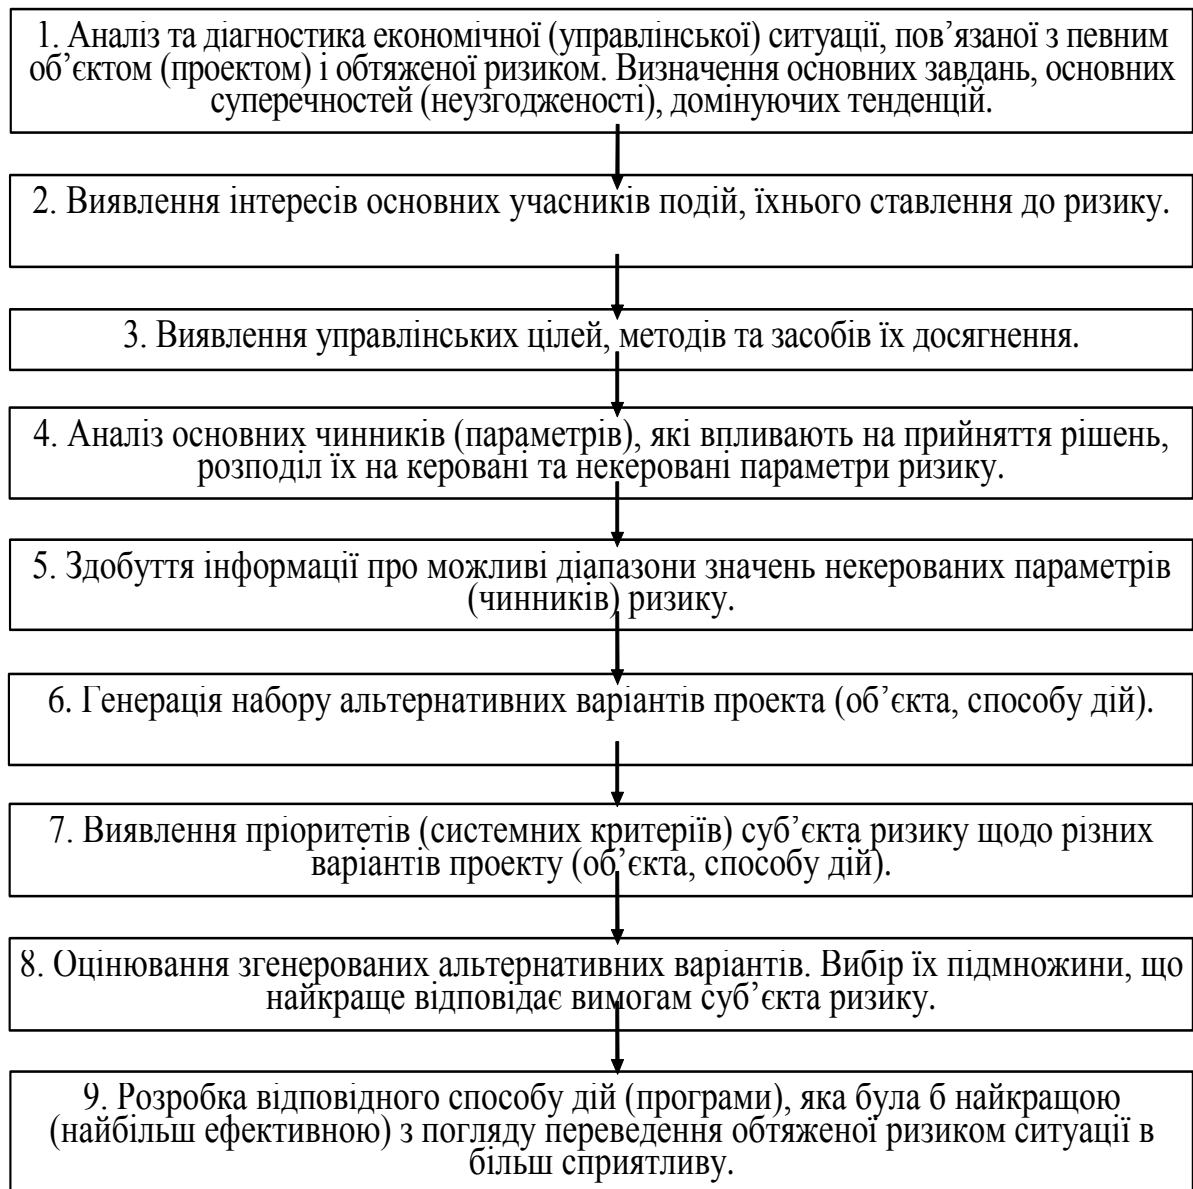 1. Аналіз та діагностика економічної (управлінської) ситуації, пов’язаної з певним
об’єктом (проектом) і обтяженої ризиком. Визначення основних завдань, основних
суперечностей (неузгодженості), домінуючих тенденцій.
2. Виявлення інтересів основних учасників подій, їхнього ставлення до ризику.
3. Виявлення управлінських цілей, методів та засобів їх досягнення.
4. Аналіз основних чинників (параметрів), які впливають на прийняття рішень,
розподіл їх на керовані та некеровані параметри ризику.
5. Здобуття інформації про можливі діапазони значень некерованих параметрів
(чинників) ризику.
6. Генерація набору альтернативних варіантів проекта (об’єкта, способу дій).
7. Виявлення пріоритетів (системних критеріїв) суб’єкта ризику щодо різних
варіантів проекту (об’єкта, способу дій).
8. Оцінювання згенерованих альтернативних варіантів. Вибір їх підмножини, що
найкраще відповідає вимогам суб’єкта ризику.
9. Розробка відповідного способу дій (програми), яка була б найкращою
(найбільш ефективною) з погляду переведення обтяженої ризиком ситуації в
більш сприятливу.